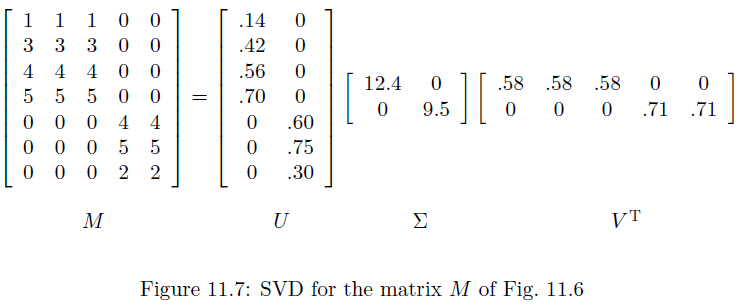 1 1 1 0 0 .14 0
3 3 3 0 0 .42 0
4 4 4 0 0 .56 0
5 5 5 0 0 = .70 0 12.4 0 .58 .58 .58 0 0
0 0 0 4 4 0 .60 0 9.5 0 0 0 .71 .71
0 0 0 5 5 0 .75
0 0 0 2 2 0 .30
M U Σ V^T
Figure 11.7: SVD for the matrix M of Fig. 11.6